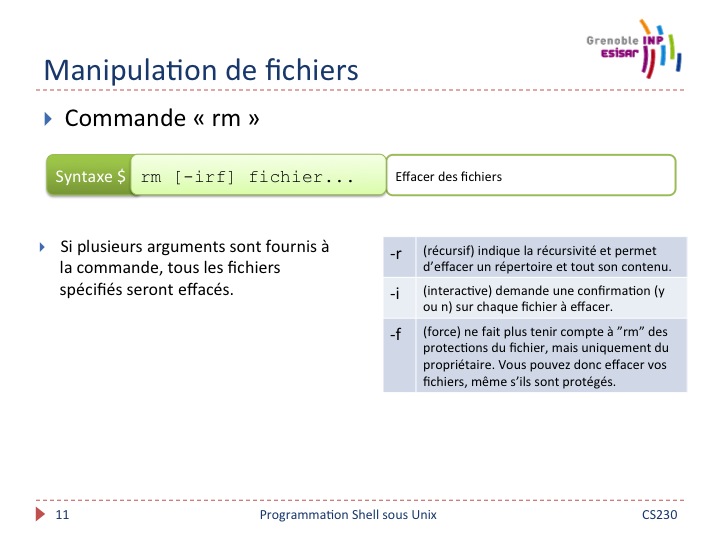 Grenoble INP
ESISAR
Manipulation de fichiers
Commande « rm »
Syntaxe $ rm [-irf] fichier... Effacer des fichiers
Si plusieurs arguments sont fournis à
la commande, tous les fichiers
spécifiés seront effacés.
-r (récursif) indique la récursivité et permet
d’effacer un répertoire et tout son contenu.
-i (interactive) demande une confirmation (y
ou n) sur chaque fichier à effacer.
-f (force) ne fait plus tenir compte à ”rm” des
protections du fichier, mais uniquement du
propriétaire. Vous pouvez donc effacer vos
fichiers, même s’ils sont protégés.
11 Programmation Shell sous Unix CS230